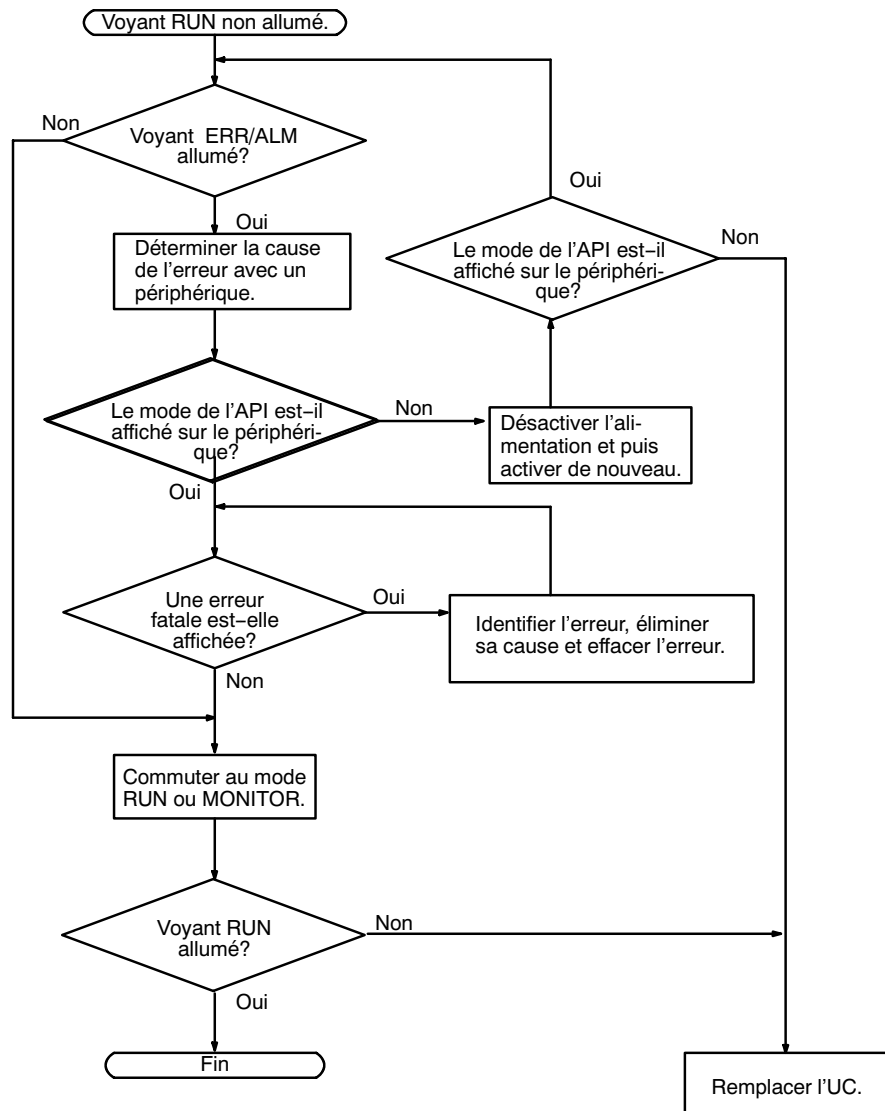 Voyant RUN non allumé.
Non
Voyant ERR/ALM
allumé?
Oui
Déterminer la cause
de l'erreur avec un
périphérique.
Oui
Le mode de l'API est–il
affiché sur le périphéri-
que?
Non
Le mode de l'API est–il
affiché sur le périphéri-
que?
Non
Désactiver l'ali-
mentation et puis
activer de nouveau.
Oui
Une erreur
fatale est–elle
affichée?
Oui
Identifier l'erreur, éliminer
sa cause et effacer l'erreur.
Non
Commuter au mode
RUN ou MONITOR.
Voyant RUN
allumé?
Non
Oui
Fin
Remplacer l'UC.